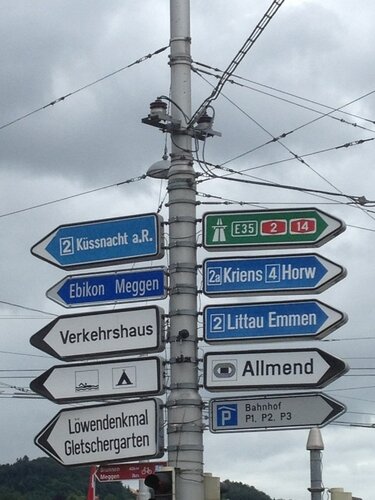 2 Küssnacht a.R.
Ebikon Meggen
Verkehrshaus
Löwendenkmal
Gletschergarten
E35 2 14
2a Kriens 4 Horw
2 Littau Emmen
Allmend
P Bahnhof
P1, P2, P3
Meggen